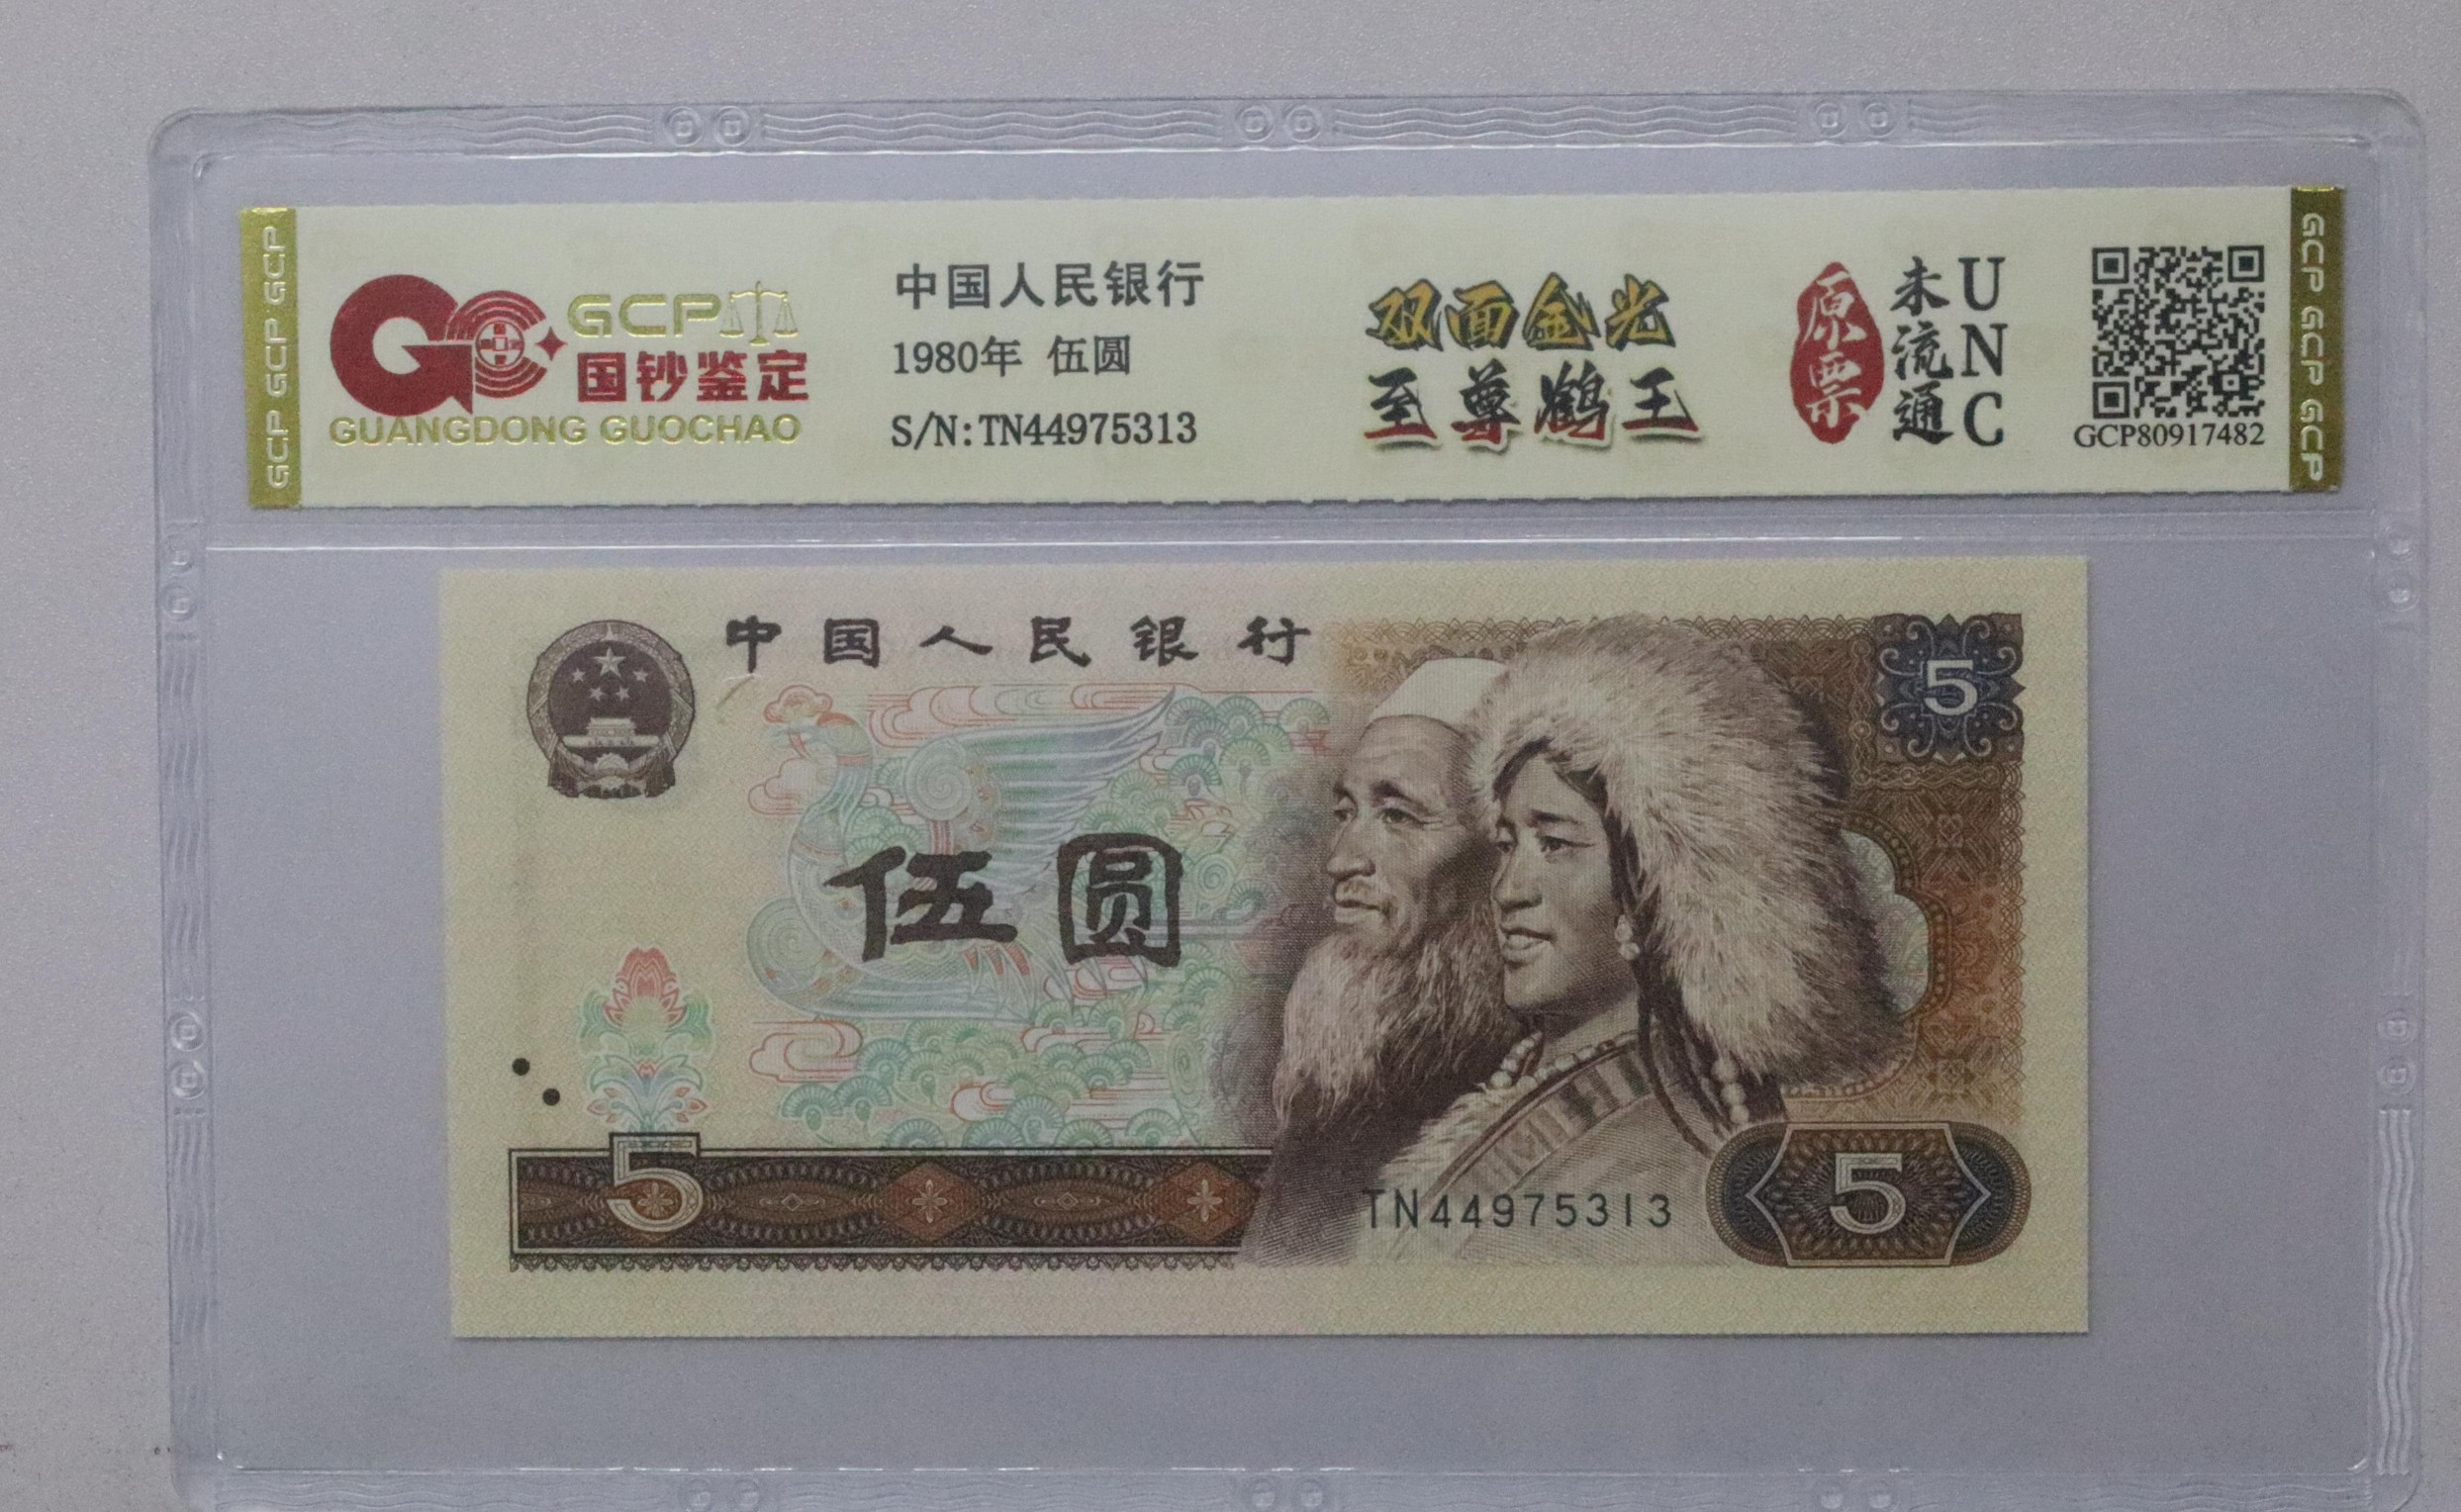 GCP GCP GCP
GCP
国钞鉴定
GUANGDONG GUOCHAO
中国人民银行
1980年 伍圆
S/N:TN44975313
双面金光
至尊鹤王
原票
未流通
UNC
GCP80917482
GCP GCP GCP
中国人民银行
5
伍圆
5
TN44975313
5